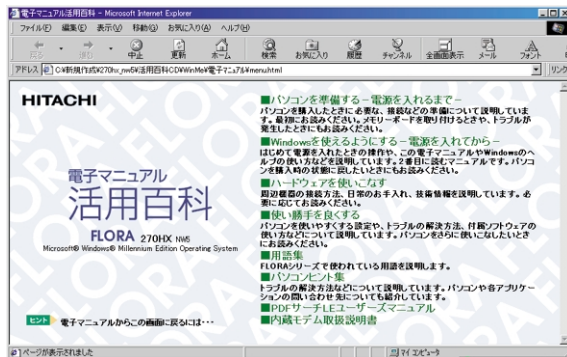 電子マニュアル活用百科 - Microsoft Internet Explorer
ファイル(F) 編集(E) 表示(V) 移動(G) お気に入り(A) ヘルプ(H)
戻る 進む 中止 更新 ホーム 検索 お気に入り 履歴 チャンネル 全画面表示 メール フォント
アドレス
リンク
HITACHI
電子マニュアル
活用百科
FLORA 270HX NW5
Microsoft® Windows® Millennium Edition Operating System
ヒント 電子マニュアルからこの画面に戻るには・・・
■パソコンを準備する－電源を入れるまで－
パソコンを購入したときに必要な、接続などの準備について説明していま
す。最初にお読みください。メモリーボードを取付けるときや、トラブルが
発生したときにもお読みください。
■Windowsを使えるようにする－電源を入れてから－
はじめて電源を入れたときの操作や、この電子マニュアルやWindowsのヘ
ルプの使い方などを説明しています。2番目に読むマニュアルです。パソコ
ンを購入時の状態に戻したいときにもお読みください。
■ハードウェアを使いこなす
周辺機器の接続方法、日常のお手入れ、技術情報を説明しています。必
要に応じてお読みください。
■使い勝手を良くする
パソコンを使いやすくする設定や、トラブルの解決方法、付属ソフトウェアの
使い方などについて説明しています。パソコンをさらに使いこなしたいとき
にお読みください。
■用語集
FLORAシリーズで使われている用語を説明します。
■パソコンヒント集
トラブルの解決方法などについて説明しています。パソコンや各アプリケー
ションの問い合わせ先についても紹介しています。
■PDFサーチLEユーザーズマニュアル
■内蔵モデム取扱説明書
ページが表示されました
マイ コンピュータ